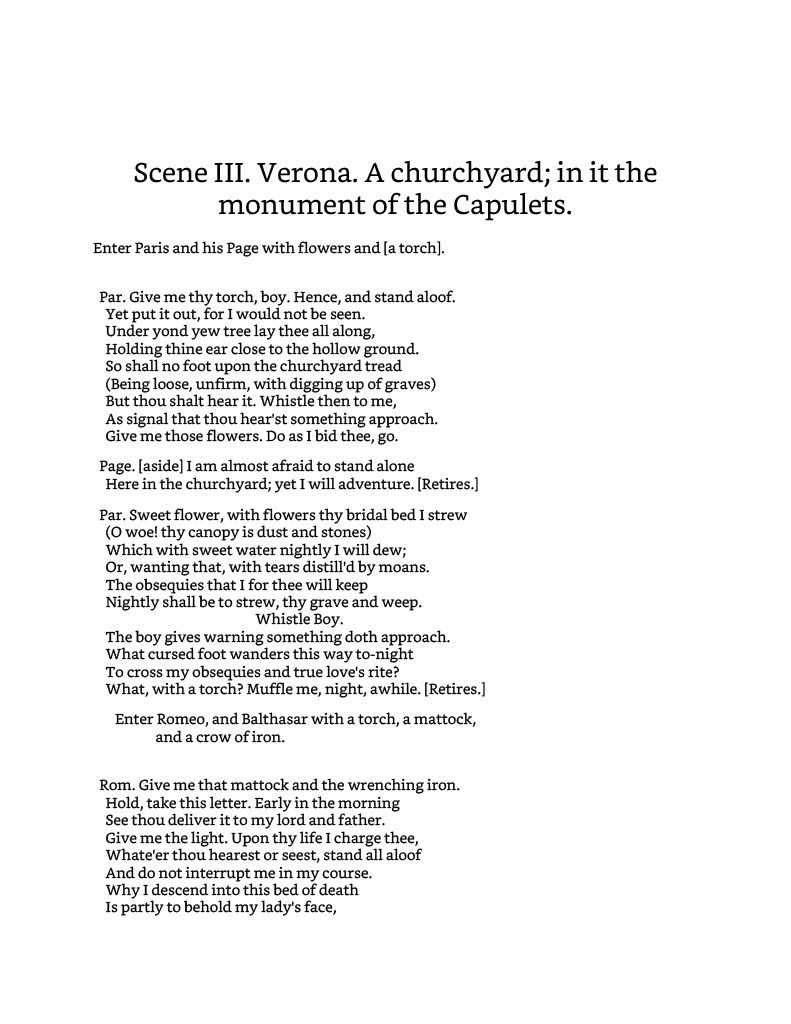 Scene III. Verona. A churchyard; in it the
monument of the Capulets.
Enter Paris and his Page with flowers and [a torch].
Par. Give me thy torch, boy. Hence, and stand aloof.
Yet put it out, for I would not be seen.
Under yond yew tree lay thee all along,
Holding thine ear close to the hollow ground.
So shall no foot upon the churchyard tread
(Being loose, unfirm, with digging up of graves)
But thou shalt hear it. Whistle then to me,
As signal that thou hear'st something approach.
Give me those flowers. Do as I bid thee, go.
Page. [aside] I am almost afraid to stand alone
Here in the churchyard; yet I will adventure. [Retires.]
Par. Sweet flower, with flowers thy bridal bed I strew
(O woe! thy canopy is dust and stones)
Which with sweet water nightly I will dew;
Or, wanting that, with tears distill'd by moans.
The obsequies that I for thee will keep
Nightly shall be to strew, thy grave and weep.
Whistle Boy.
The boy gives warning something doth approach.
What cursed foot wanders this way to-night
To cross my obsequies and true love's rite?
What, with a torch? Muffle me, night, awhile. [Retires.]
Enter Romeo, and Balthasar with a torch, a mattock,
and a crow of iron.
Rom. Give me that mattock and the wrenching iron.
Hold, take this letter. Early in the morning
See thou deliver it to my lord and father.
Give me the light. Upon thy life I charge thee,
Whate'er thou hearest or seest, stand all aloof
And do not interrupt me in my course.
Why I descend into this bed of death
Is partly to behold my lady's face,